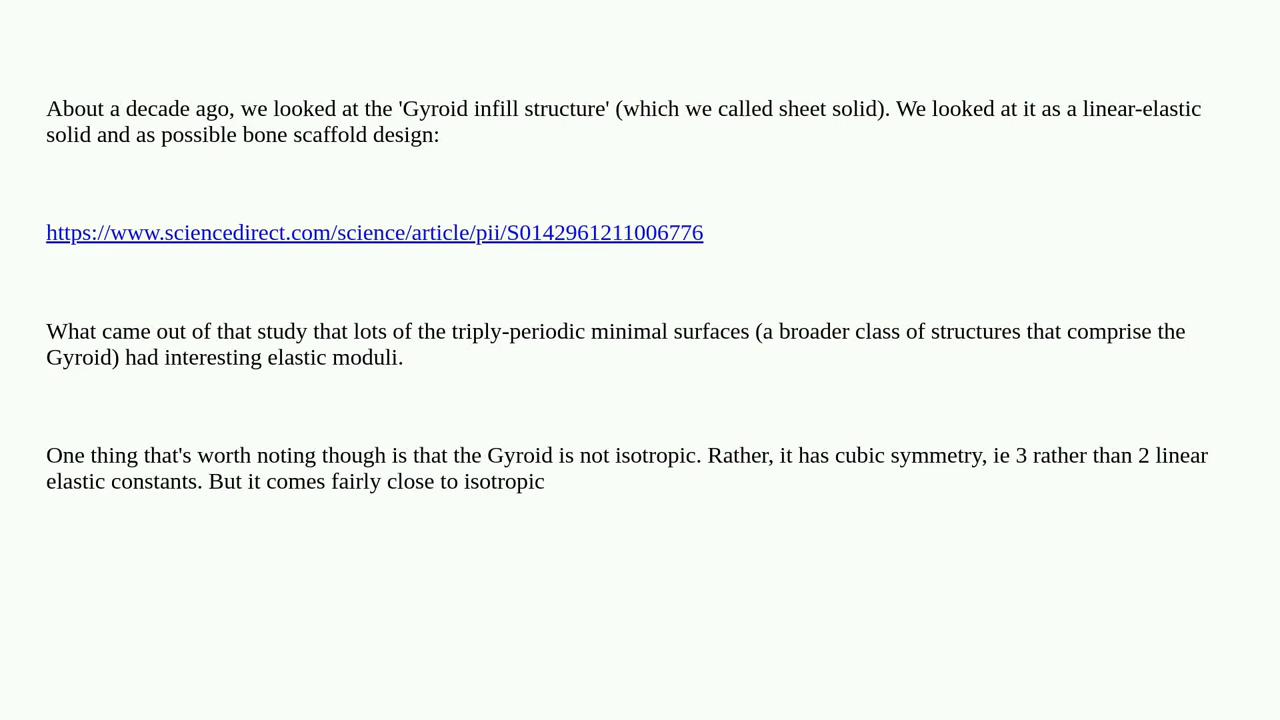 About a decade ago, we looked at the 'Gyroid infill structure' (which we called sheet solid). We looked at it as a linear-elastic
solid and as possible bone scaffold design:
https://www.sciencedirect.com/science/article/pii/S0142961211006776
What came out of that study that lots of the triply-periodic minimal surfaces (a broader class of structures that comprise the
Gyroid) had interesting elastic moduli.
One thing that's worth noting though is that the Gyroid is not isotropic. Rather, it has cubic symmetry, ie 3 rather than 2 linear
elastic constants. But it comes fairly close to isotropic